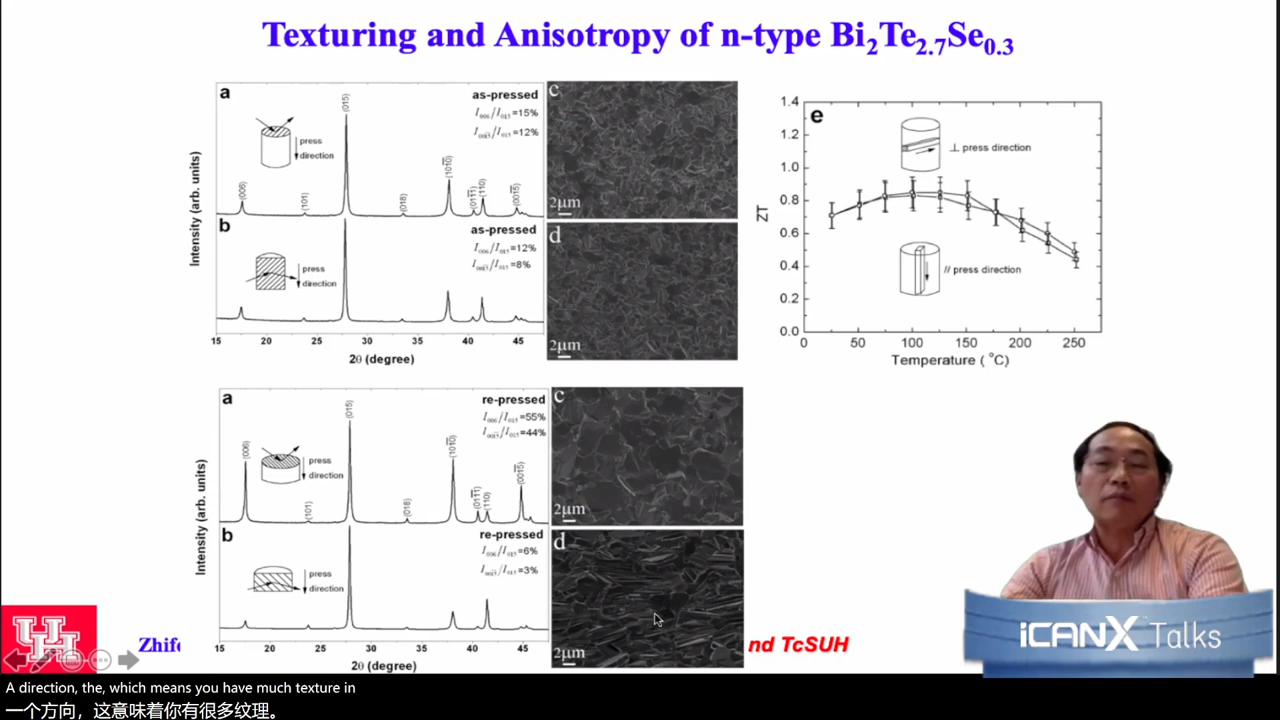 Texturing and Anisotropy of n-type Bi2Te2.7Se0.3
a
as-pressed
I006/I015=15%
I0015/I015=12%
press
direction
(006)
(101)
(015)
(018)
(1010)
(0111)
(110)
(0015)
b
as-pressed
I006/I015=12%
I0015/I015=8%
press
direction
Intensity (arb. units)
15 20 25 30 35 40 45
2θ (degree)
c
2μm
d
2μm
e
⊥ press direction
// press direction
ZT
1.4
1.2
1.0
0.8
0.6
0.4
0.2
0.0
0 50 100 150 200 250
Temperature ( °C)
a
re-pressed
I006/I015=55%
I0015/I015=44%
press
direction
(006)
(101)
(015)
(018)
(1010)
(0111)
(110)
(0015)
b
re-pressed
I006/I015=6%
I0015/I015=3%
press
direction
Intensity (arb. units)
15 20 25 30 35 40 45
2θ (degree)
c
2μm
d
2μm
UH
Zhife
nd TcSUH
iCANX Talks
A direction, the, which means you have much texture in
一个方向，这意味着你有很多纹理。